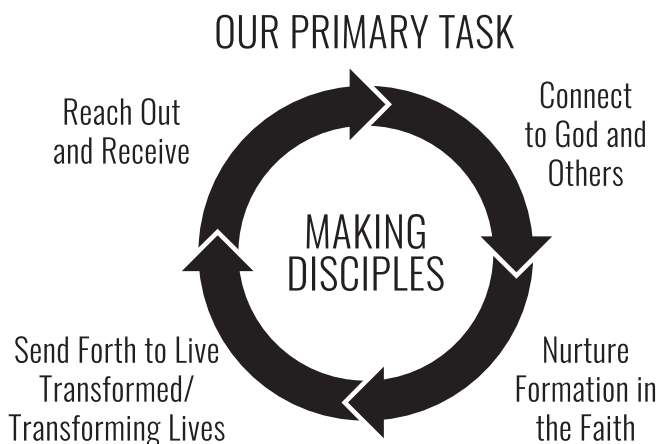 OUR PRIMARY TASK
Reach Out
and Receive
Connect
to God and
Others
MAKING
DISCIPLES
Send Forth to Live
Transformed/
Transforming Lives
Nurture
Formation in
the Faith